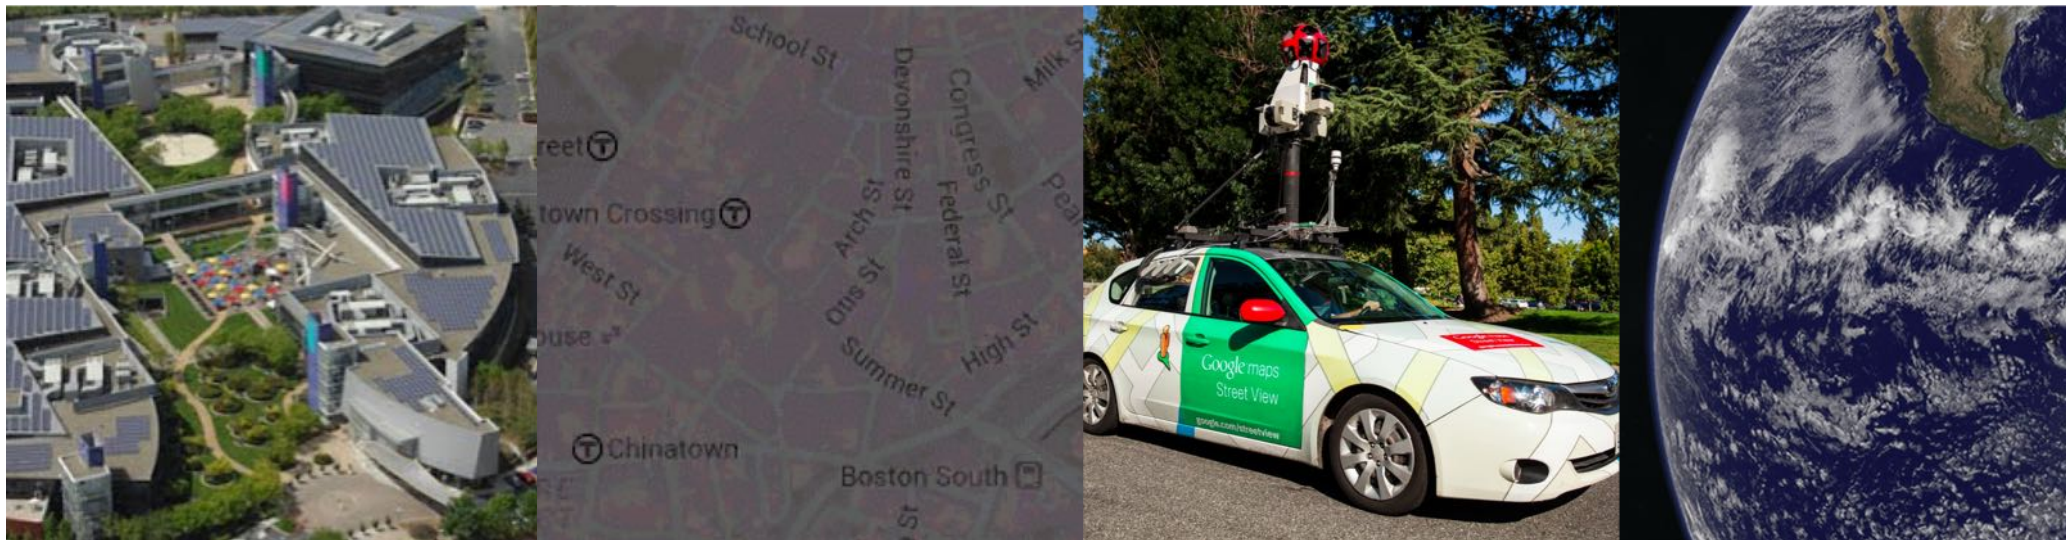 School St
Devonshire St
Congress St
Milk St
reet T
town Crossing T
Arch St
Federal St
West St
Otis St
ouse
Summer St
High St
T Chinatown
Boston South
St
Google maps
Street View
google.com/streetview